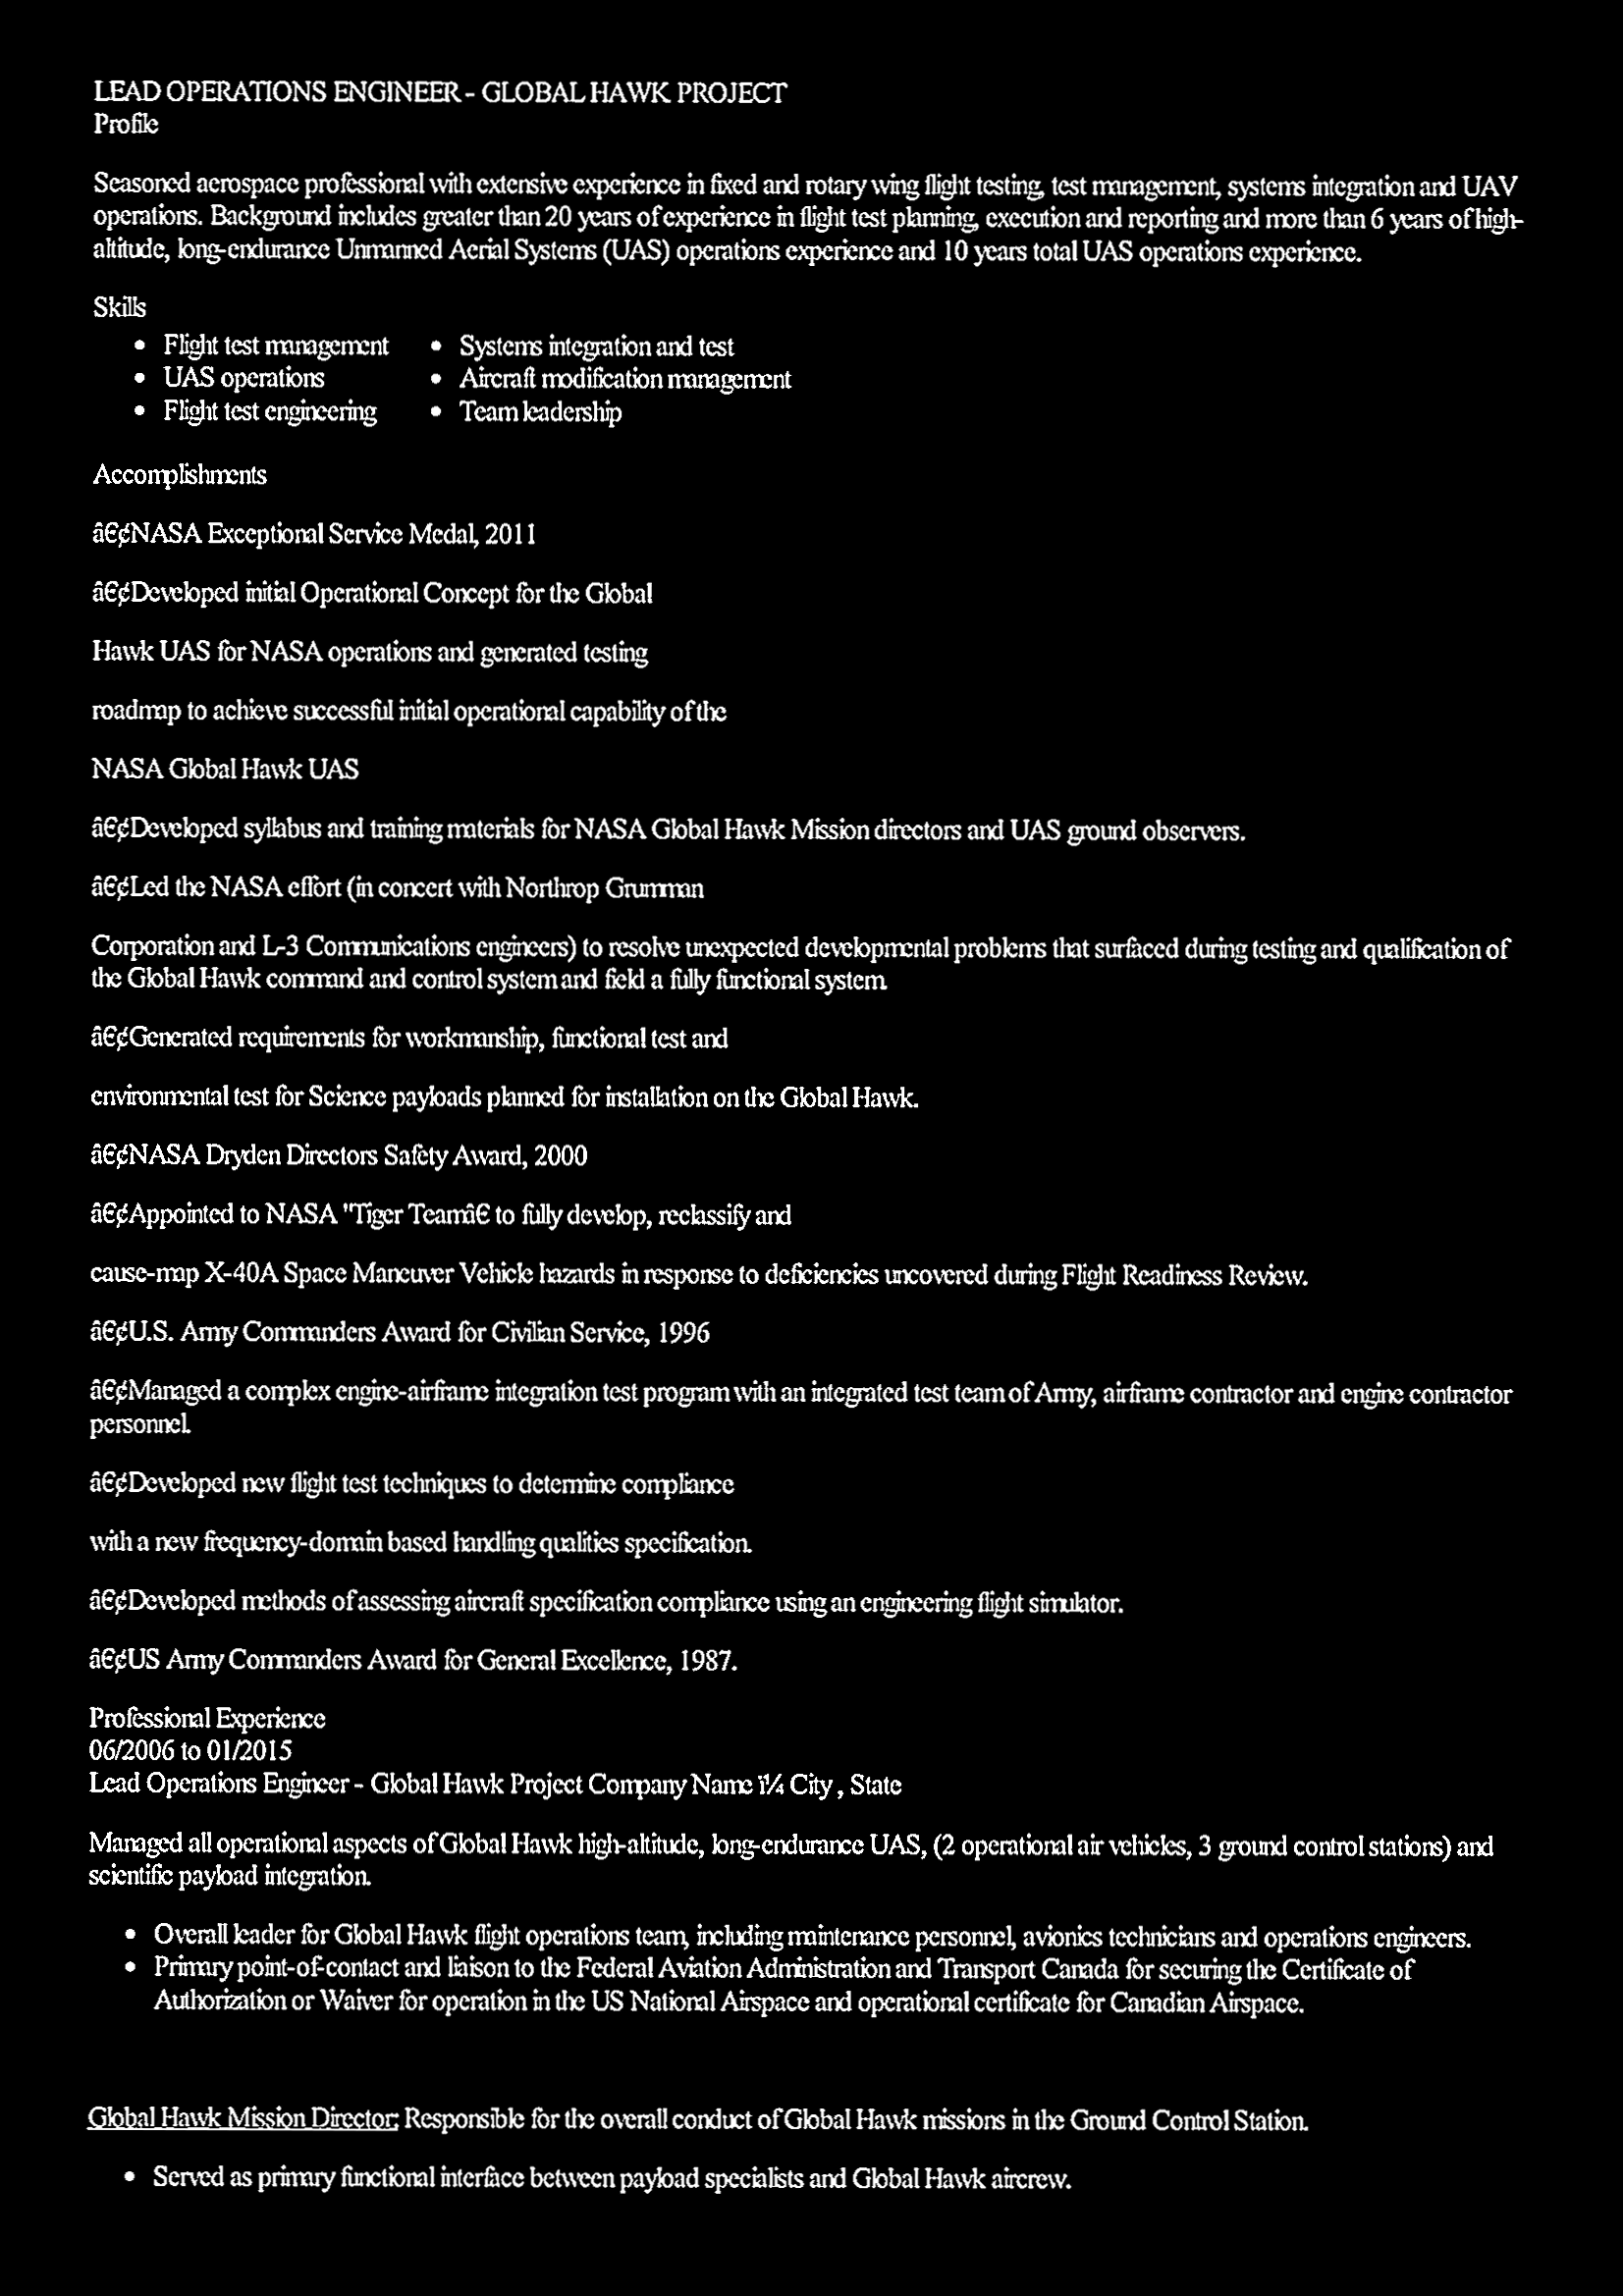 LEAD OPERATIONS ENGINEER - GLOBAL HAWK PROJECT
Profile
Seasoned aerospace professional with extensive experience in fixed and rotary wing flight testing, test management, systems integration and UAV
operations. Background includes greater than 20 years of experience in flight test planning, execution and reporting and more than 6 years of high-
altitude, long-endurance Unmanned Aerial Systems (UAS) operations experience and 10 years total UAS operations experience.
Skills
• Flight test management • Systems integration and test
• UAS operations • Aircraft modification management
• Flight test engineering • Team leadership
Accomplishments
â€¢NASA Exceptional Service Medal, 2011
â€¢Developed initial Operational Concept for the Global
Hawk UAS for NASA operations and generated testing
roadmap to achieve successful initial operational capability of the
NASA Global Hawk UAS
â€¢Developed syllabus and training materials for NASA Global Hawk Mission directors and UAS ground observers.
â€¢Led the NASA effort (in concert with Northrop Grumman
Corporation and L-3 Communications engineers) to resolve unexpected developmental problems that surfaced during testing and qualification of
the Global Hawk command and control system and field a fully functional system.
â€¢Generated requirements for workmanship, functional test and
environmental test for Science payloads planned for installation on the Global Hawk.
â€¢NASA Dryden Directors Safety Award, 2000
â€¢Appointed to NASA "Tiger Teamâ€ to fully develop, reclassify and
cause-map X-40A Space Maneuver Vehicle hazards in response to deficiencies uncovered during Flight Readiness Review.
â€¢U.S. Army Commanders Award for Civilian Service, 1996
â€¢Managed a complex engine-airframe integration test program with an integrated test team of Army, airframe contractor and engine contractor
personnel.
â€¢Developed new flight test techniques to determine compliance
with a new frequency-domain based handling qualities specification.
â€¢Developed methods of assessing aircraft specification compliance using an engineering flight simulator.
â€¢US Army Commanders Award for General Excellence, 1987.
Professional Experience
06/2006 to 01/2015
Lead Operations Engineer - Global Hawk Project Company Name ï¼ City , State
Managed all operational aspects of Global Hawk high-altitude, long-endurance UAS, (2 operational air vehicles, 3 ground control stations) and
scientific payload integration.
• Overall leader for Global Hawk flight operations team, including maintenance personnel, avionics technicians and operations engineers.
• Primary point-of-contact and liaison to the Federal Aviation Administration and Transport Canada for securing the Certificate of
Authorization or Waiver for operation in the US National Airspace and operational certificate for Canadian Airspace.
Global Hawk Mission Director: Responsible for the overall conduct of Global Hawk missions in the Ground Control Station.
• Served as primary functional interface between payload specialists and Global Hawk aircrew.